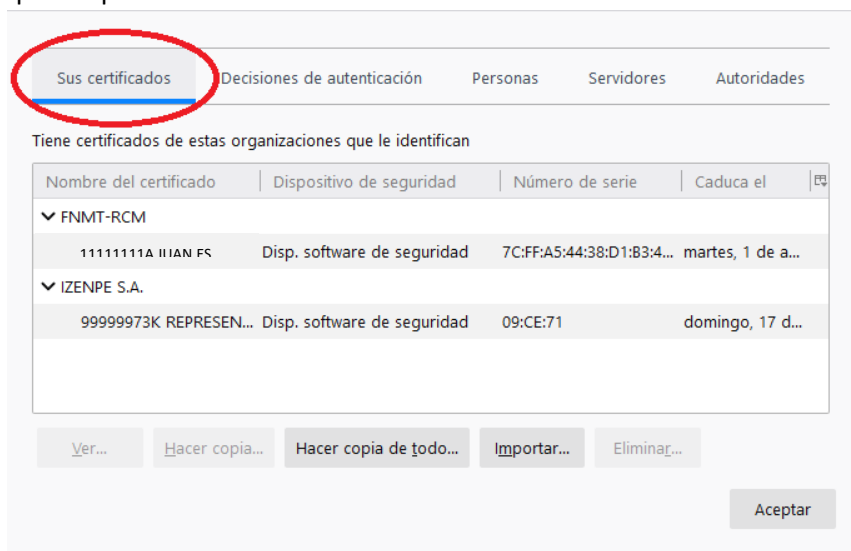 Sus certificados Decisiones de autenticación Personas Servidores Autoridades
Tiene certificados de estas organizaciones que le identifican
Nombre del certificado Dispositivo de seguridad Número de serie Caduca el
FNMT-RCM
11111111A JUAN ES Disp. software de seguridad 7C:FF:A5:44:38:D1:B3:4... martes, 1 de a...
IZENPE S.A.
99999973K REPRESEN... Disp. software de seguridad 09:CE:71 domingo, 17 d...
Ver... Hacer copia... Hacer copia de todo... Importar... Eliminar...
Aceptar